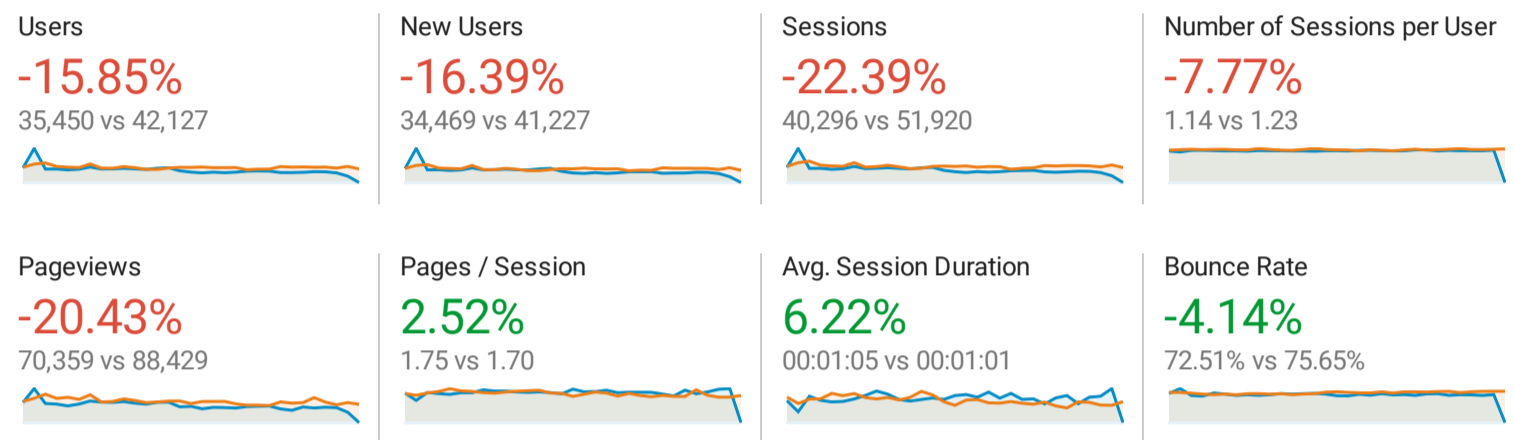 Users
-15.85%
35,450 vs 42,127
New Users
-16.39%
34,469 vs 41,227
Sessions
-22.39%
40,296 vs 51,920
Number of Sessions per User
-7.77%
1.14 vs 1.23
Pageviews
-20.43%
70,359 vs 88,429
Pages / Session
2.52%
1.75 vs 1.70
Avg. Session Duration
6.22%
00:01:05 vs 00:01:01
Bounce Rate
-4.14%
72.51% vs 75.65%